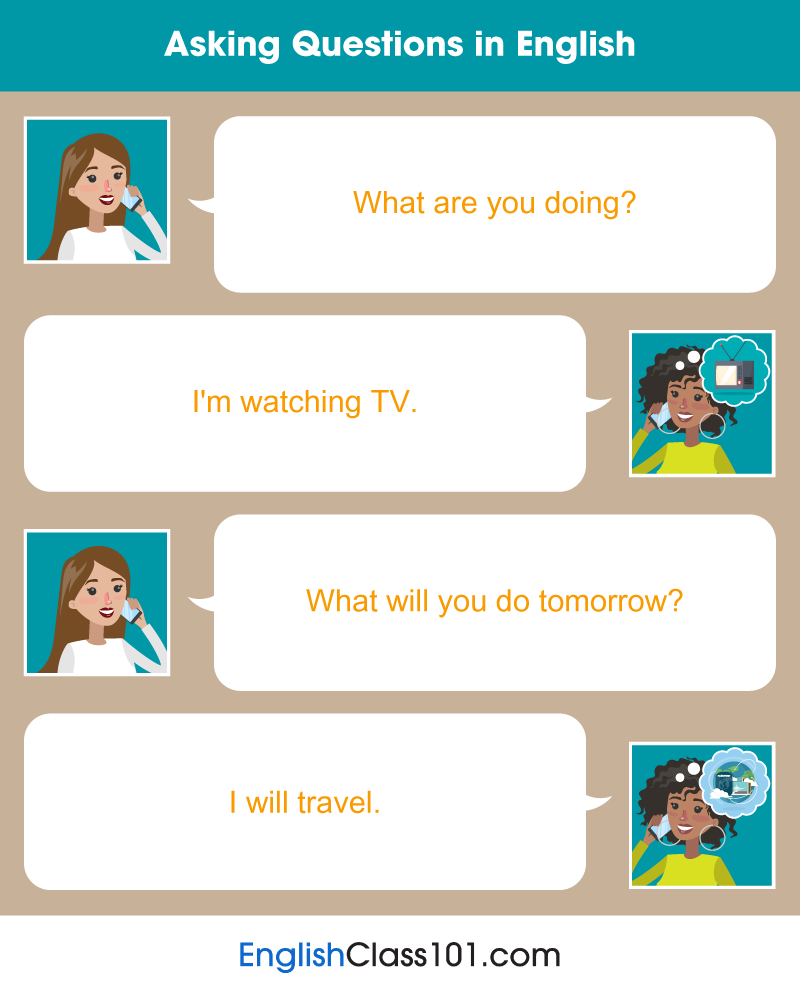 Asking Questions in English
What are you doing?
I'm watching TV.
What will you do tomorrow?
I will travel.
EnglishClass101.com